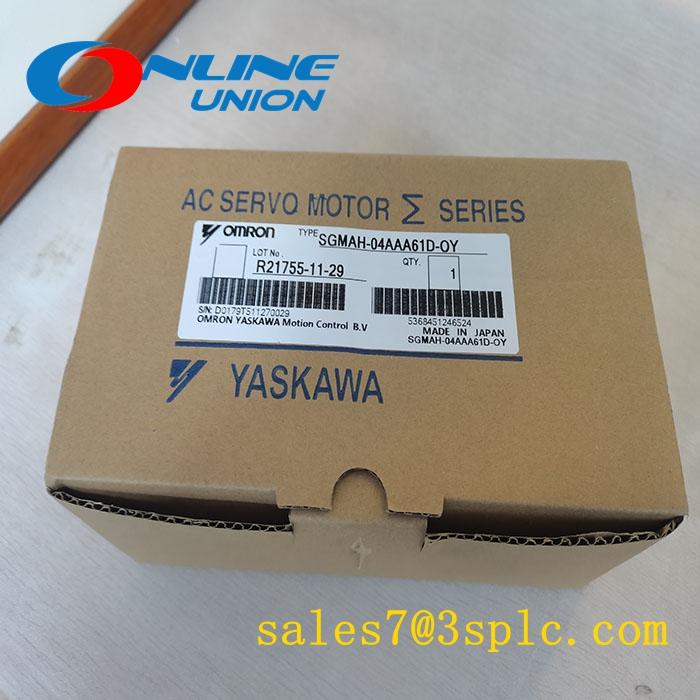 ONLINE
UNION
AC SERVO MOTOR Σ SERIES
OMRON TYPE SGMAH-04AAA61D-OY
LOT No. R21755-11-29 QTY. 1
S/N: D0179T511270029
5368451246524
OMRON YASKAWA Motion Control B.V
MADE IN JAPAN
SGMAH-04AAA61D-OY
YASKAWA
sales7@3splc.com